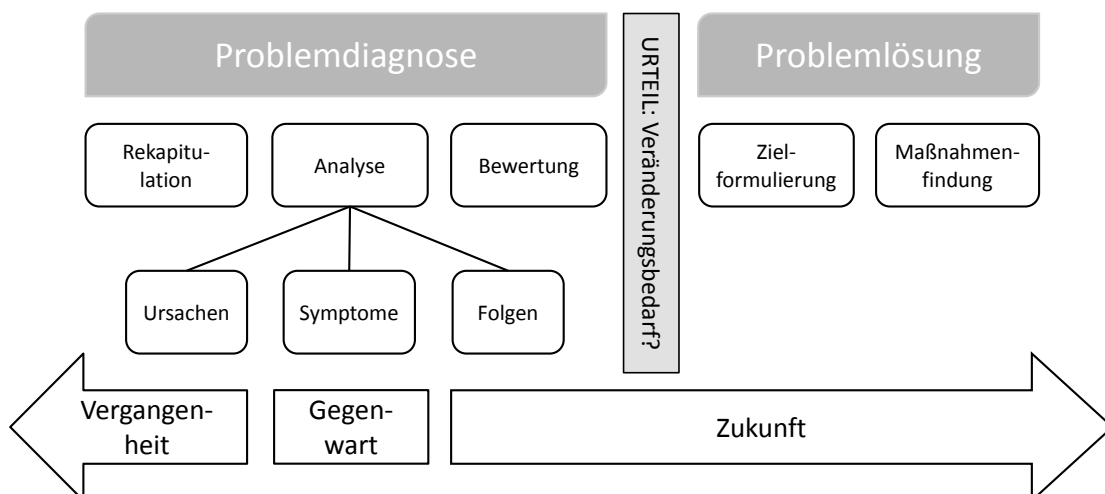 Problemdiagnose
URTEIL: Veränderungsbedarf?
Problemlösung
Rekapitu-
lation
Analyse
Bewertung
Ziel-
formulierung
Maßnahmen-
findung
Ursachen
Symptome
Folgen
Vergangen-
heit
Gegen-
wart
Zukunft